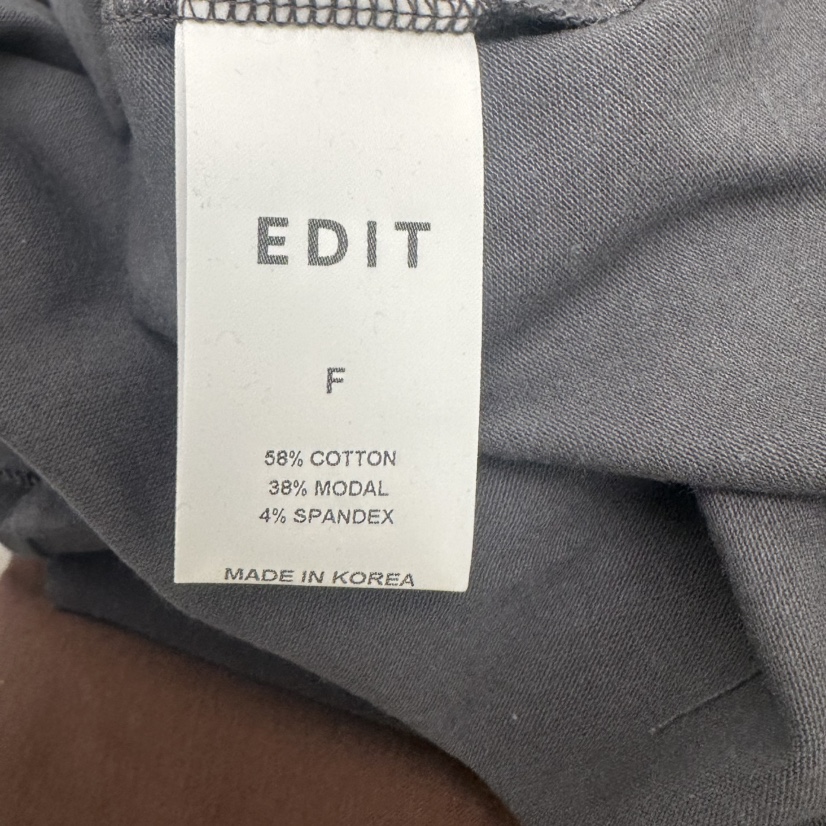 EDIT
F
58% COTTON
38% MODAL
4% SPANDEX
MADE IN KOREA